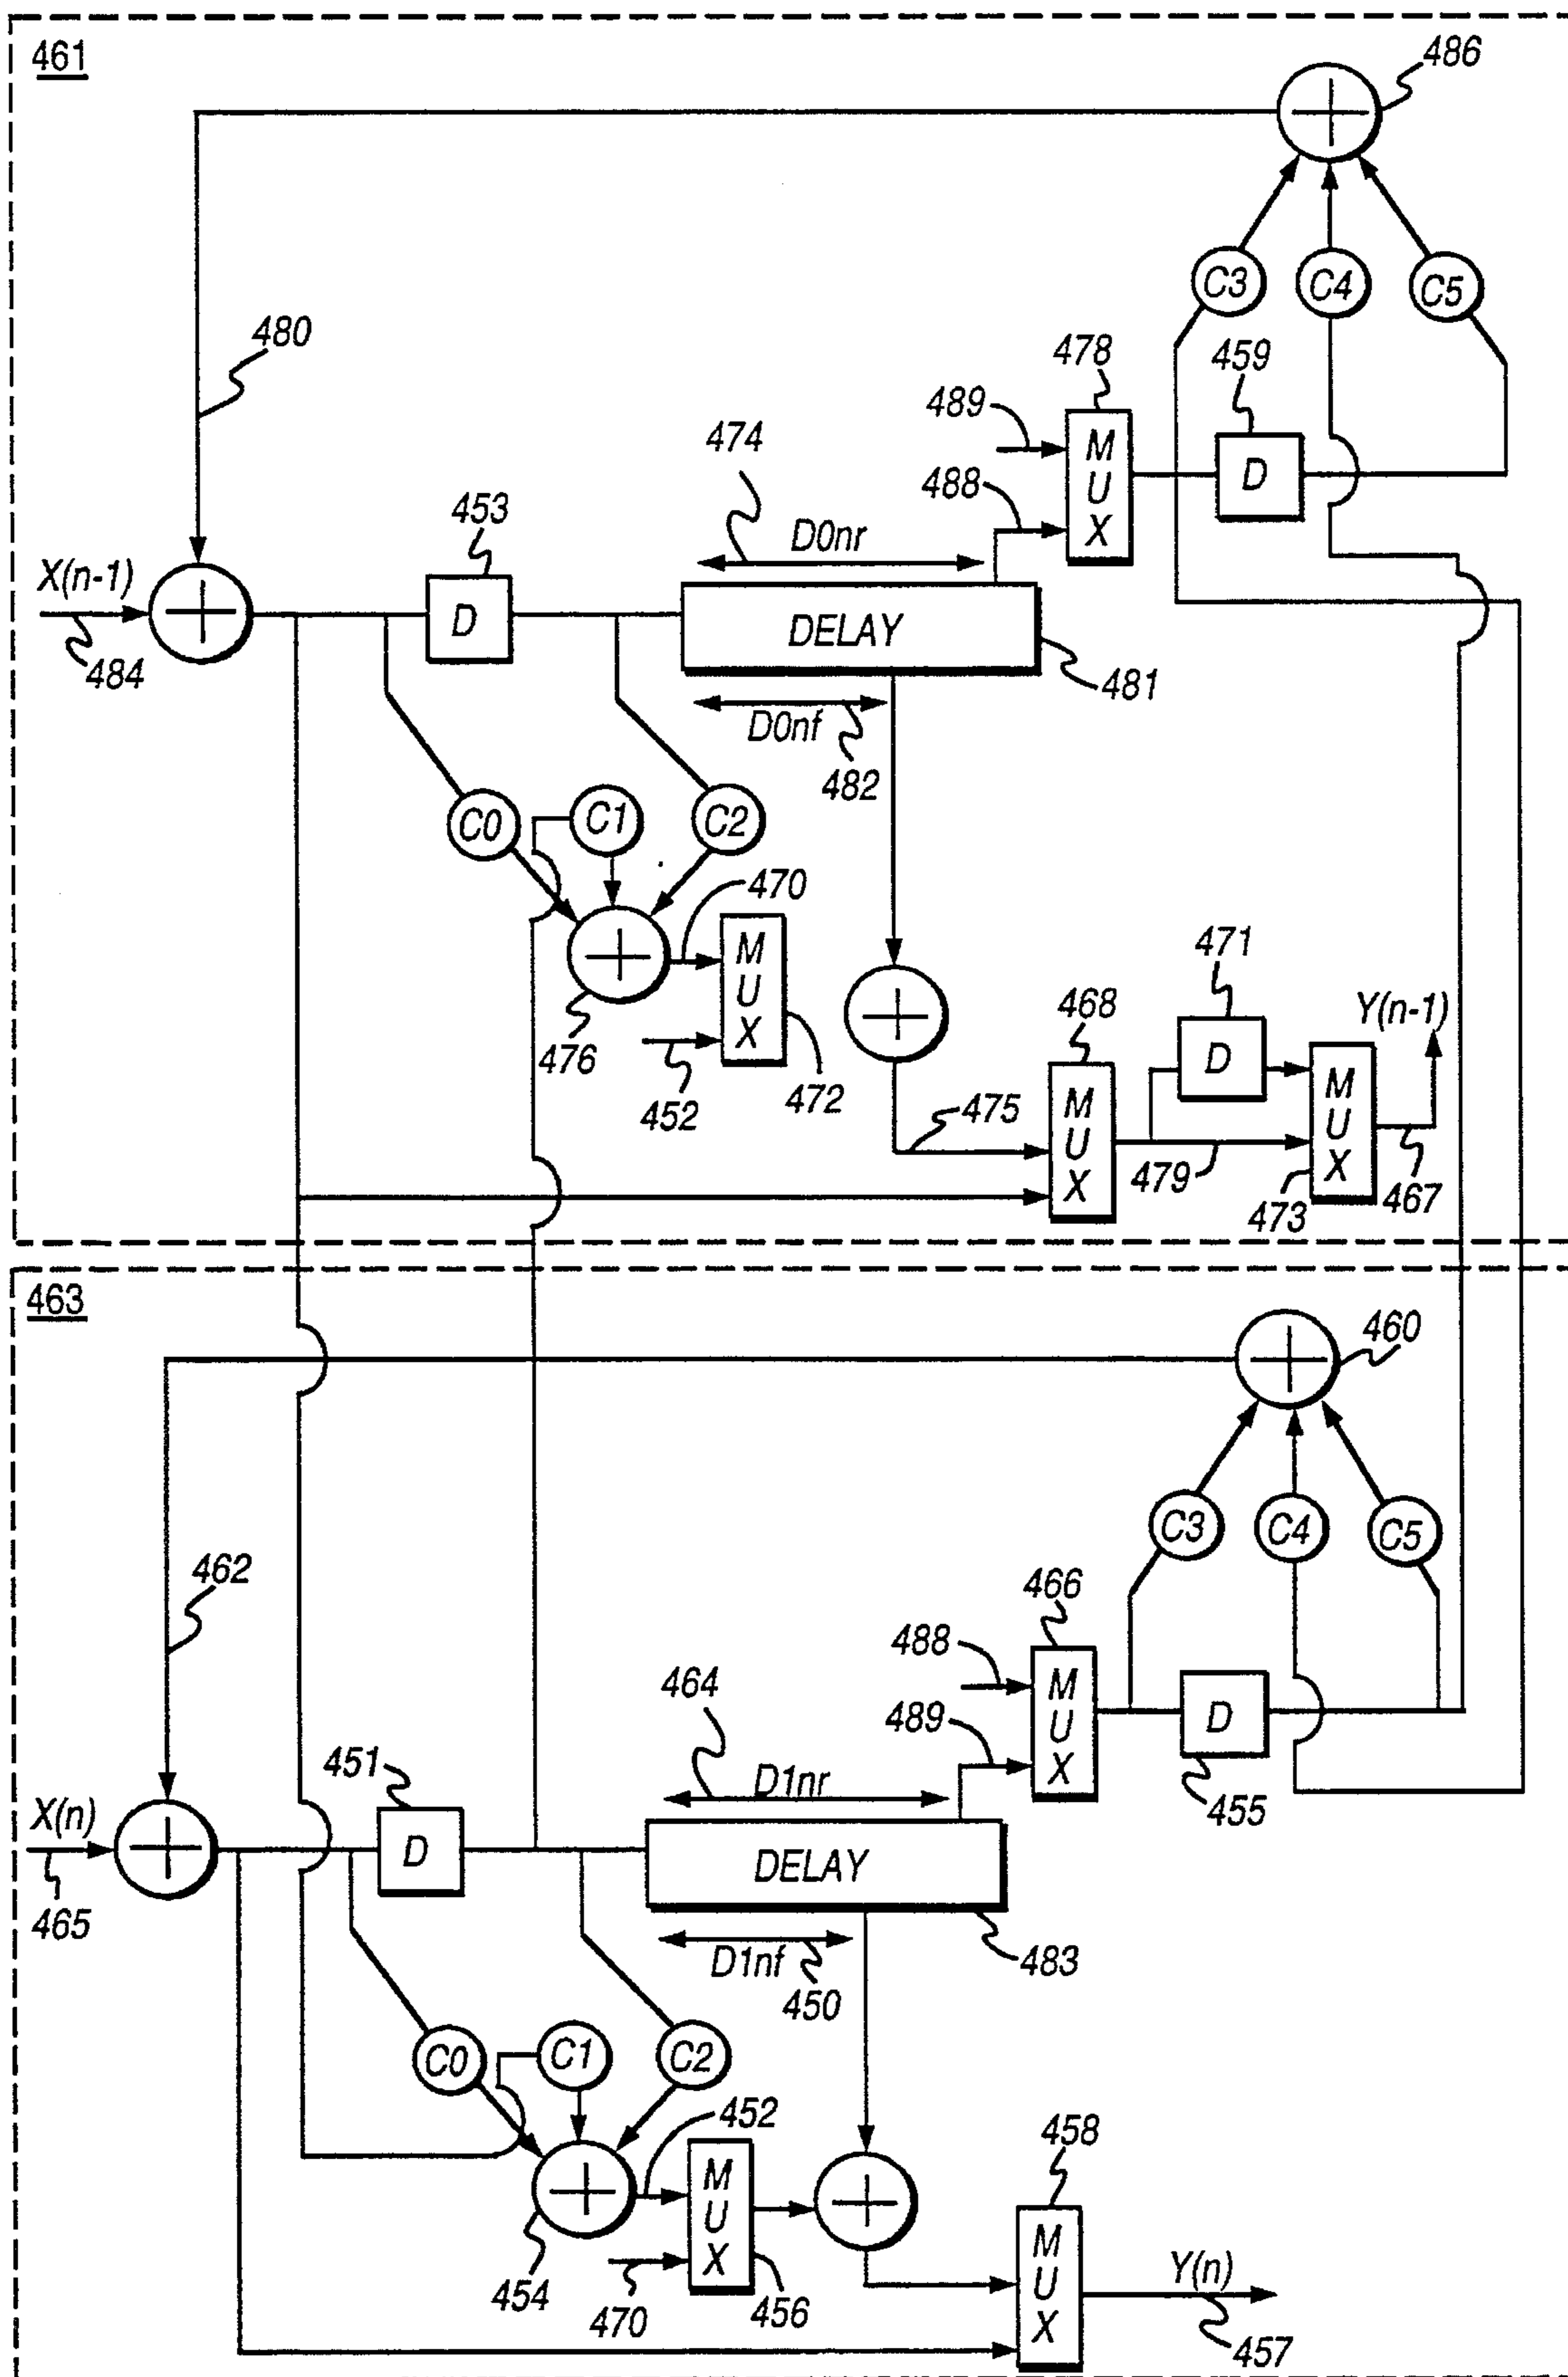 461
486
C3
C4
C5
480
478
459
489
474
M
U
X
D
488
453
D0nr
X(n-1)
D
DELAY
484
481
D0nf
482
C0
C1
C2
470
471
M
U
X
468
Y(n-1)
476
D
452
472
475
M
U
X
M
U
X
479
473
467
463
460
C3
C4
C5
462
466
488
464
M
U
X
D
489
451
D1nr
455
X(n)
D
DELAY
465
D1nf
483
450
C0
C1
C2
452
458
M
U
X
454
470
456
M
U
X
Y(n)
457